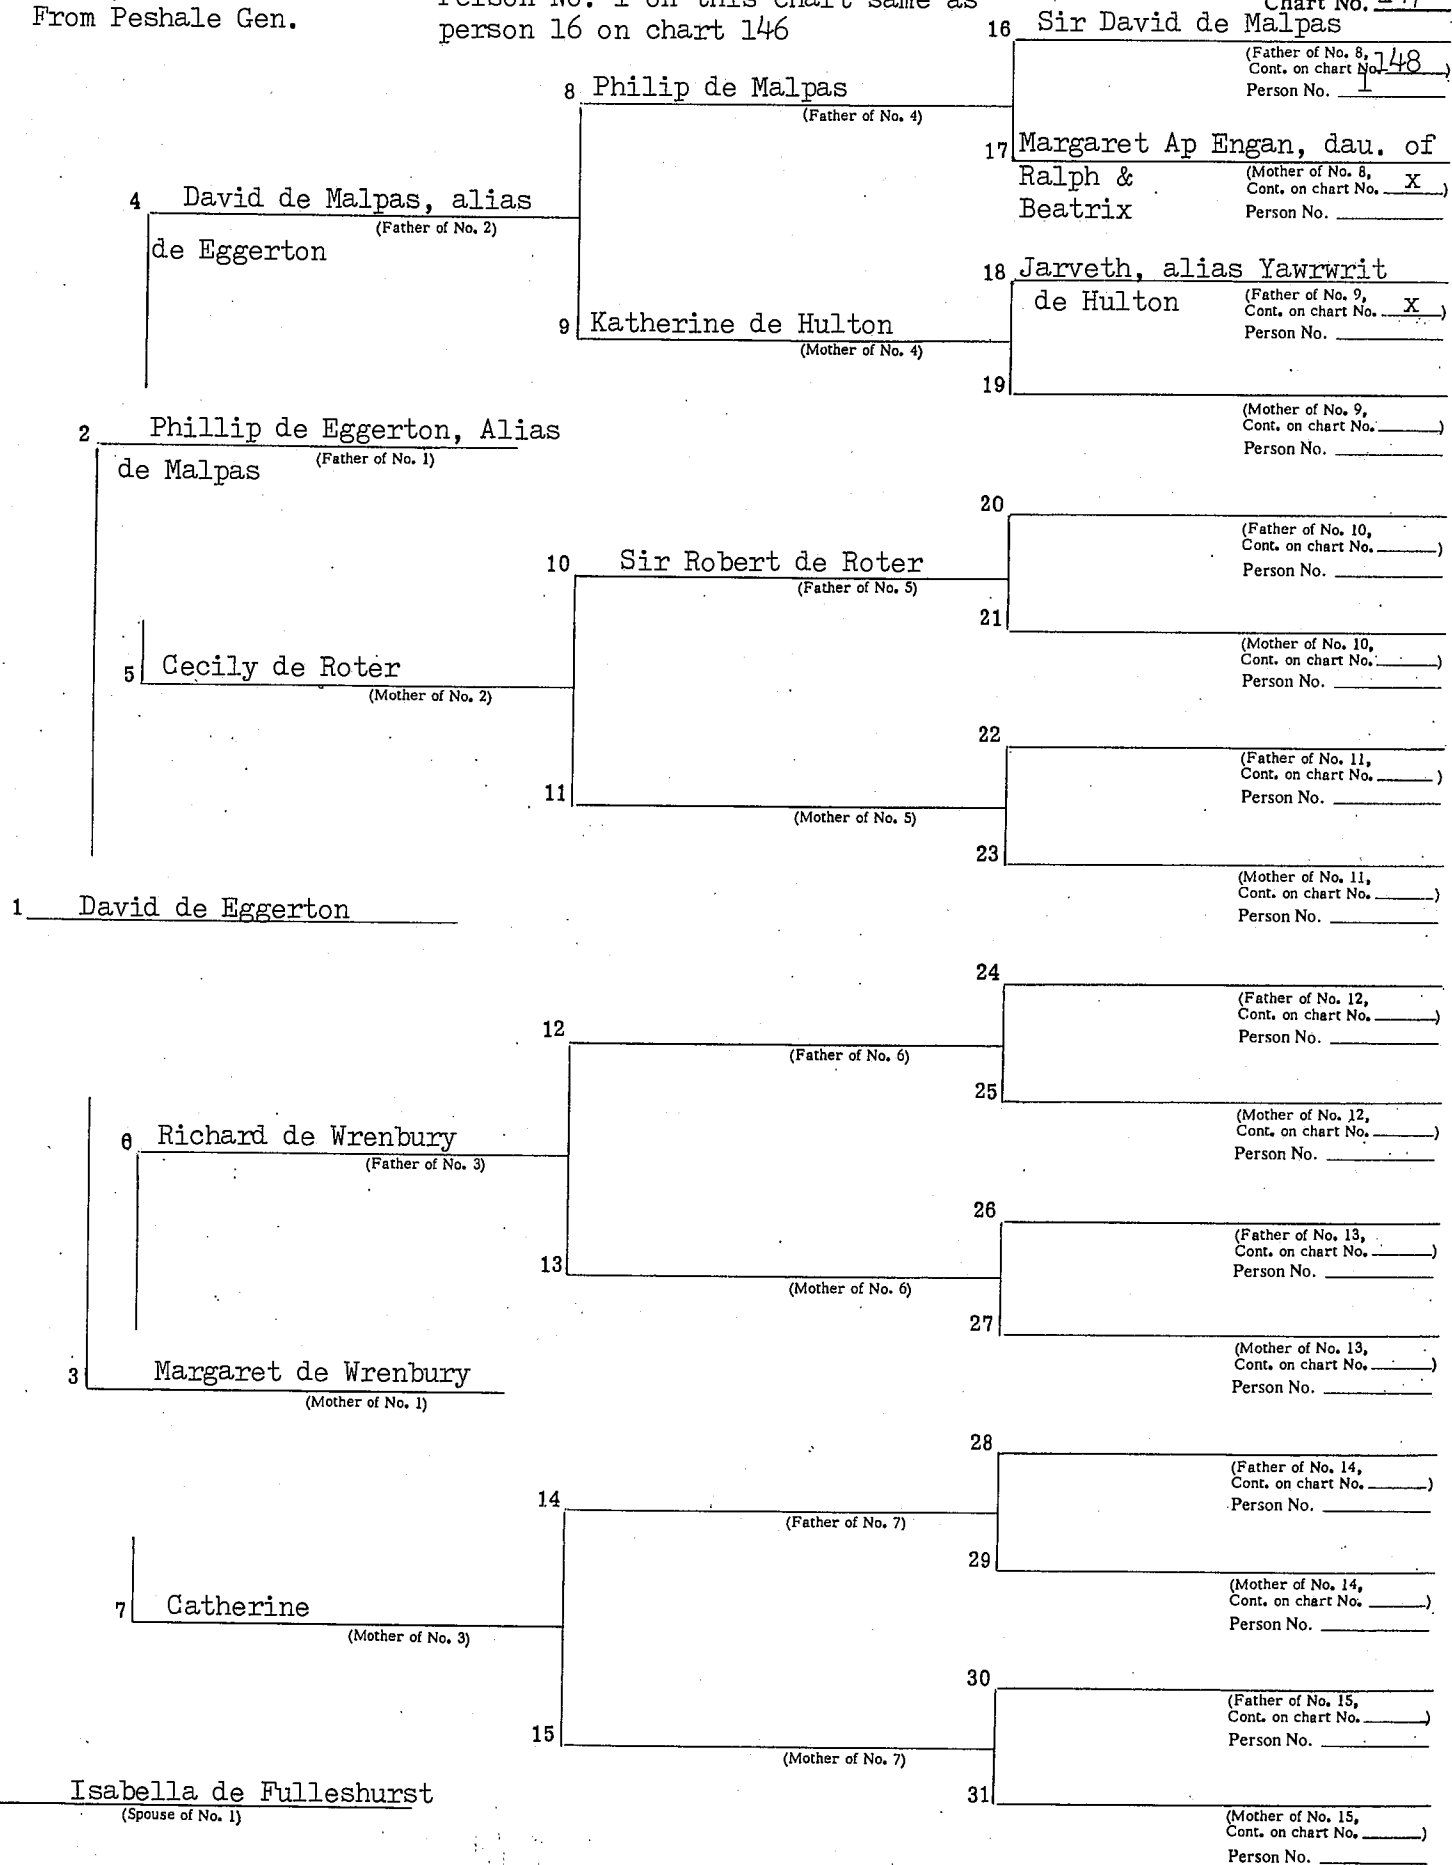 From Peshale Gen.
Person No. 1 on this chart same as
person 16 on chart 146
Chart No.
16 Sir David de Malpas
(Father of No. 8,
Cont. on chart No. 148)
Person No. 1
8 Philip de Malpas
(Father of No. 4)
17 Margaret Ap Engan, dau. of
Ralph &
Beatrix
(Mother of No. 8,
Cont. on chart No. x)
Person No.
4 David de Malpas, alias
(Father of No. 2)
de Eggerton
18 Jarveth, alias Yawrwrit
de Hulton
(Father of No. 9,
Cont. on chart No. x)
Person No.
9 Katherine de Hulton
(Mother of No. 4)
19
(Mother of No. 9,
Cont. on chart No.)
Person No.
2 Phillip de Eggerton, Alias
(Father of No. 1)
de Malpas
20
(Father of No. 10,
Cont. on chart No.)
Person No.
10 Sir Robert de Roter
(Father of No. 5)
21
(Mother of No. 10,
Cont. on chart No.)
Person No.
5 Cecily de Roter
(Mother of No. 2)
22
(Father of No. 11,
Cont. on chart No.)
Person No.
11
(Mother of No. 5)
23
(Mother of No. 11,
Cont. on chart No.)
Person No.
1 David de Eggerton
24
(Father of No. 12,
Cont. on chart No.)
Person No.
12
(Father of No. 6)
25
(Mother of No. 12,
Cont. on chart No.)
Person No.
6 Richard de Wrenbury
(Father of No. 3)
26
(Father of No. 13,
Cont. on chart No.)
Person No.
13
(Mother of No. 6)
27
(Mother of No. 13,
Cont. on chart No.)
Person No.
3 Margaret de Wrenbury
(Mother of No. 1)
28
(Father of No. 14,
Cont. on chart No.)
Person No.
14
(Father of No. 7)
29
(Mother of No. 14,
Cont. on chart No.)
Person No.
7 Catherine
(Mother of No. 3)
30
(Father of No. 15,
Cont. on chart No.)
Person No.
15
(Mother of No. 7)
31
(Mother of No. 15,
Cont. on chart No.)
Person No.
Isabella de Fulleshurst
(Spouse of No. 1)